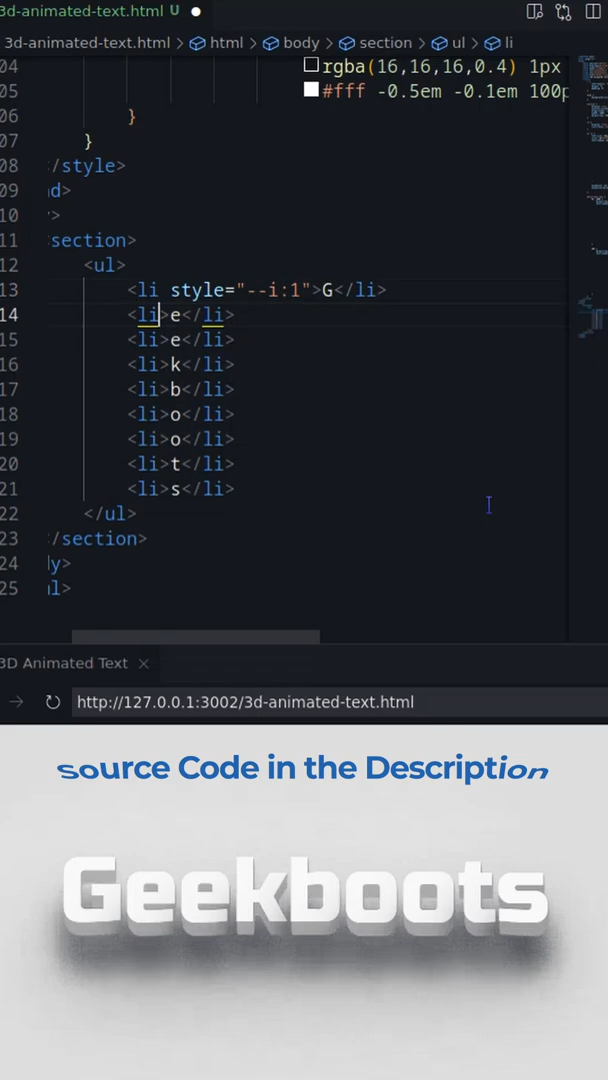 3d-animated-text.html U
3d-animated-text.html > html > body > section > ul > li
04 rgba(16,16,16,0.4) 1px
05 #fff -0.5em -0.1em 100p
06 }
07 }
08 /style>
09 ad>
10 y>
11 section>
12 <ul>
13 <li style="--i:1">G</li>
14 <li>e</li>
15 <li>e</li>
16 <li>k</li>
17 <li>b</li>
18 <li>o</li>
19 <li>o</li>
20 <li>t</li>
21 <li>s</li>
22 </ul>
23 </section>
24 dy>
25 ml>
3D Animated Text
http://127.0.0.1:3002/3d-animated-text.html
Source Code in the Description
Geekboots